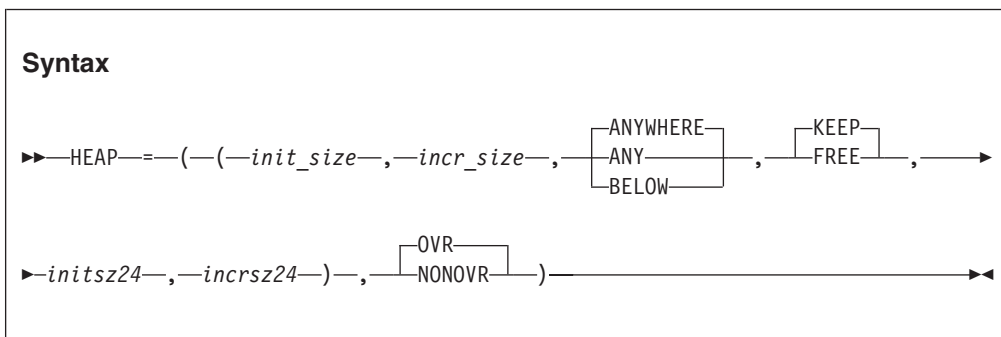 Syntax
ANYWHERE KEEP
HEAP = ( ( init_size , incr_size , ANY , FREE ,
BELOW
OVR
initsz24 , incrsz24 ) , NONOVR )